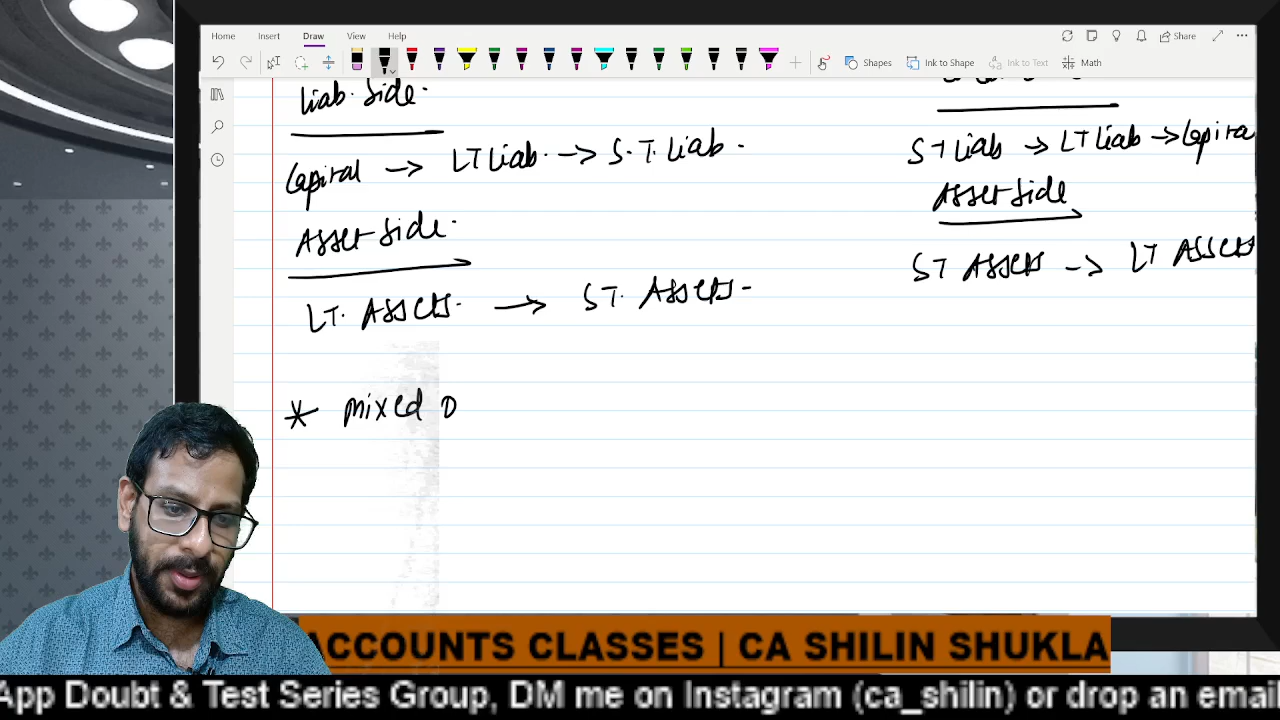 Home Insert Draw View Help
Share
Shapes Ink to Shape Ink to Text Math
Liab. Side.
Capital → LT Liab. → S.T. Liab.
Asset Side.
LT. Assets. → ST. Assets.
ST Liab → LT Liab → Capital
Asset Side
ST Assets → LT Assets
* Mixed O
ACCOUNTS CLASSES | CA SHILIN SHUKLA
App Doubt & Test Series Group, DM me on Instagram (ca_shilin) or drop an email